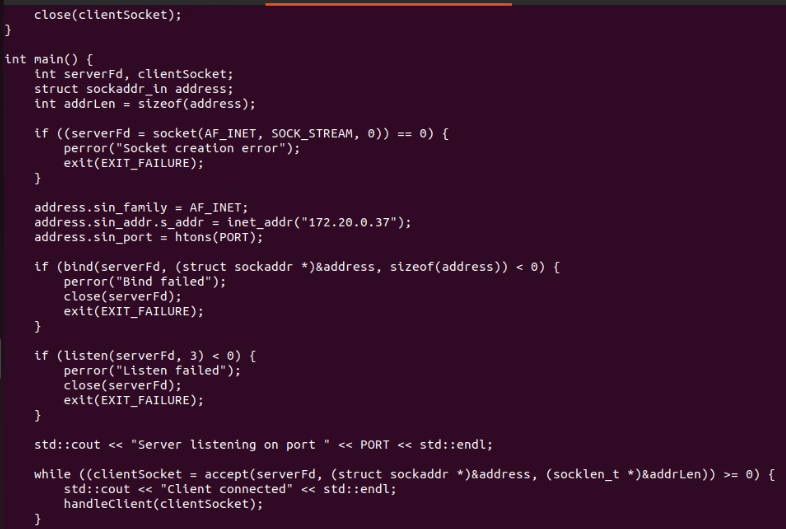 close(clientSocket);
}
int main() {
    int serverFd, clientSocket;
    struct sockaddr_in address;
    int addrLen = sizeof(address);
    if ((serverFd = socket(AF_INET, SOCK_STREAM, 0)) == 0) {
        perror("Socket creation error");
        exit(EXIT_FAILURE);
    }
    address.sin_family = AF_INET;
    address.sin_addr.s_addr = inet_addr("172.20.0.37");
    address.sin_port = htons(PORT);
    if (bind(serverFd, (struct sockaddr *)&address, sizeof(address)) < 0) {
        perror("Bind failed");
        close(serverFd);
        exit(EXIT_FAILURE);
    }
    if (listen(serverFd, 3) < 0) {
        perror("Listen failed");
        close(serverFd);
        exit(EXIT_FAILURE);
    }
    std::cout << "Server listening on port " << PORT << std::endl;
    while ((clientSocket = accept(serverFd, (struct sockaddr *)&address, (socklen_t *)&addrLen)) >= 0) {
        std::cout << "Client connected" << std::endl;
        handleClient(clientSocket);
    }